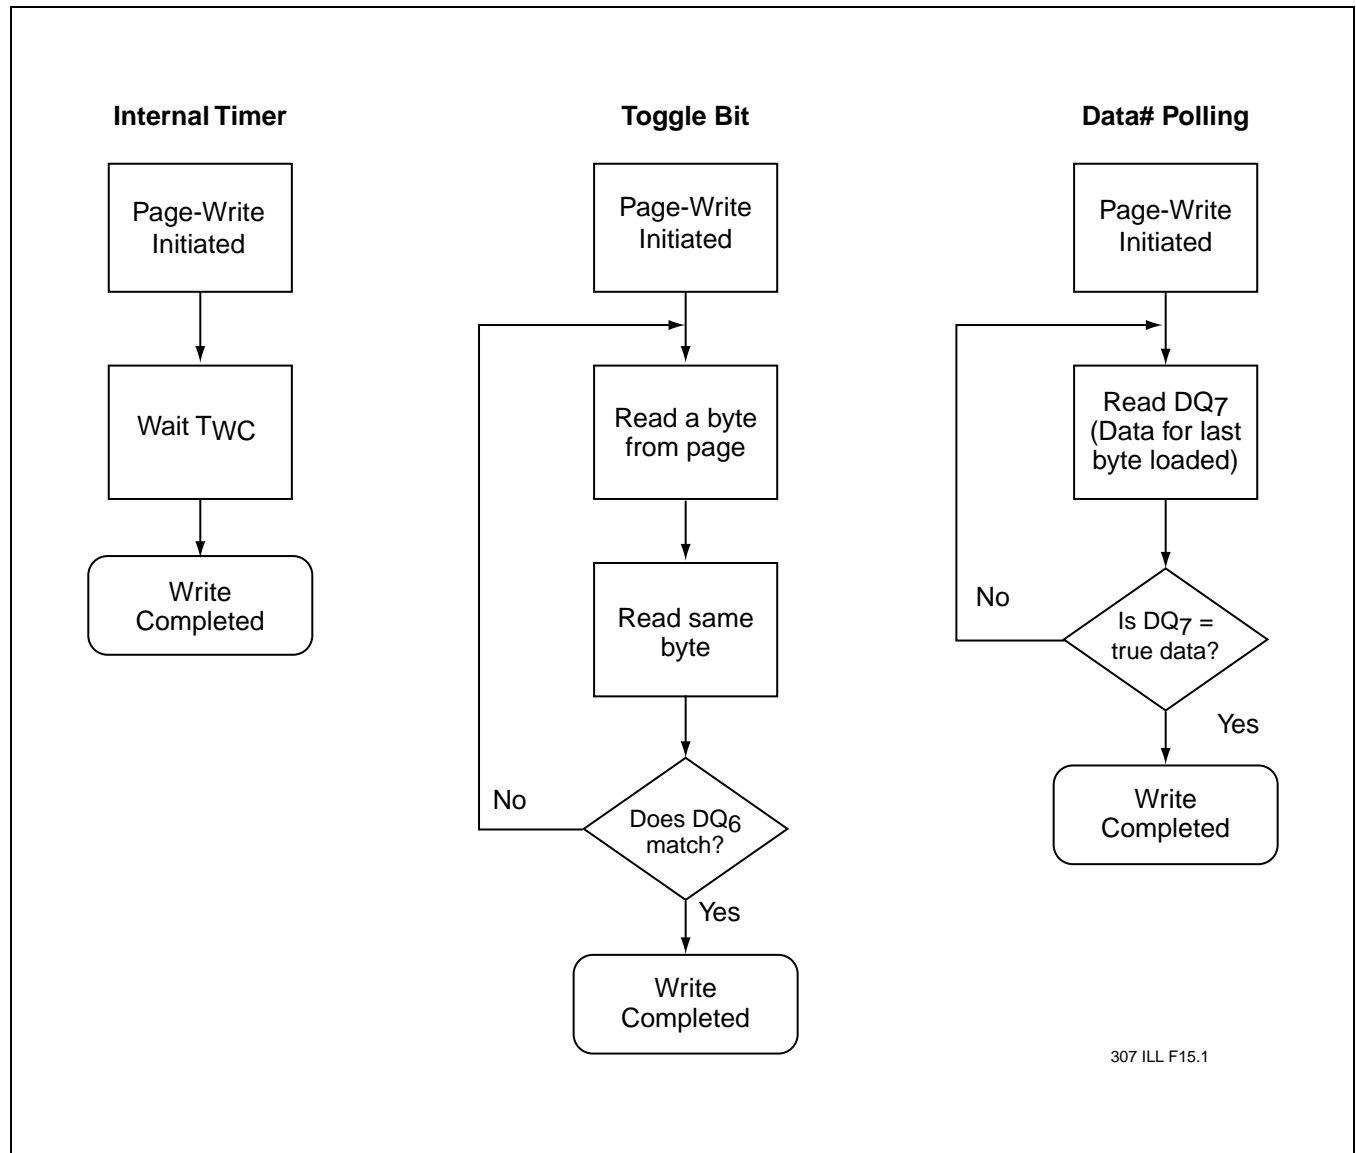 Internal Timer
Page-Write
Initiated
Wait TWC
Write
Completed
Toggle Bit
Page-Write
Initiated
Read a byte
from page
Read same
byte
No
Does DQ6
match?
Yes
Write
Completed
Data# Polling
Page-Write
Initiated
Read DQ7
(Data for last
byte loaded)
No
Is DQ7 =
true data?
Yes
Write
Completed
307 ILL F15.1